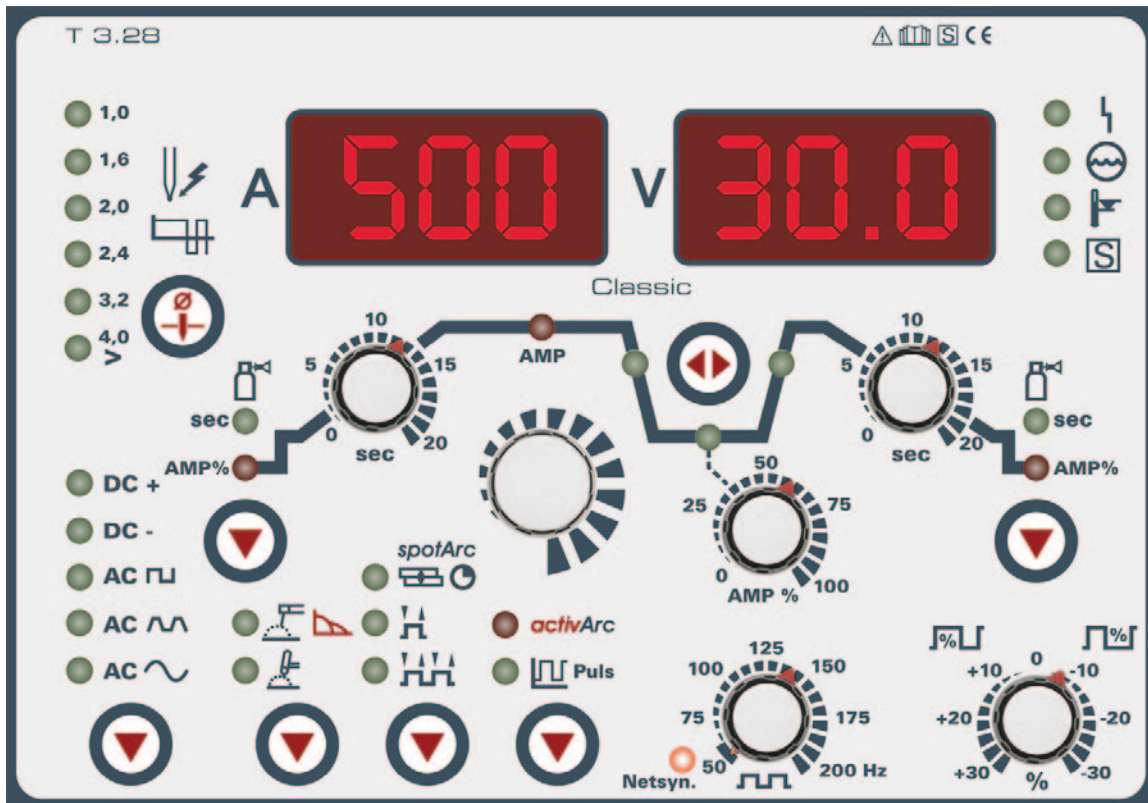 T 3.28
S CE
1,0
1,6
2,0
2,4
3,2
4,0
>
A 500
V 30.0
S
Classic
Ø
0 5 10 15 20
sec
AMP
sec
AMP%
0 5 10 15 20
sec
sec
AMP%
DC +
DC -
AC
AC
AC
spotArc
activArc
Puls
0 25 50 75 100
AMP %
50 75 100 125 150 175 200 Hz
Netsyn.
% %
+30 +20 +10 0 -10 -20 -30
%